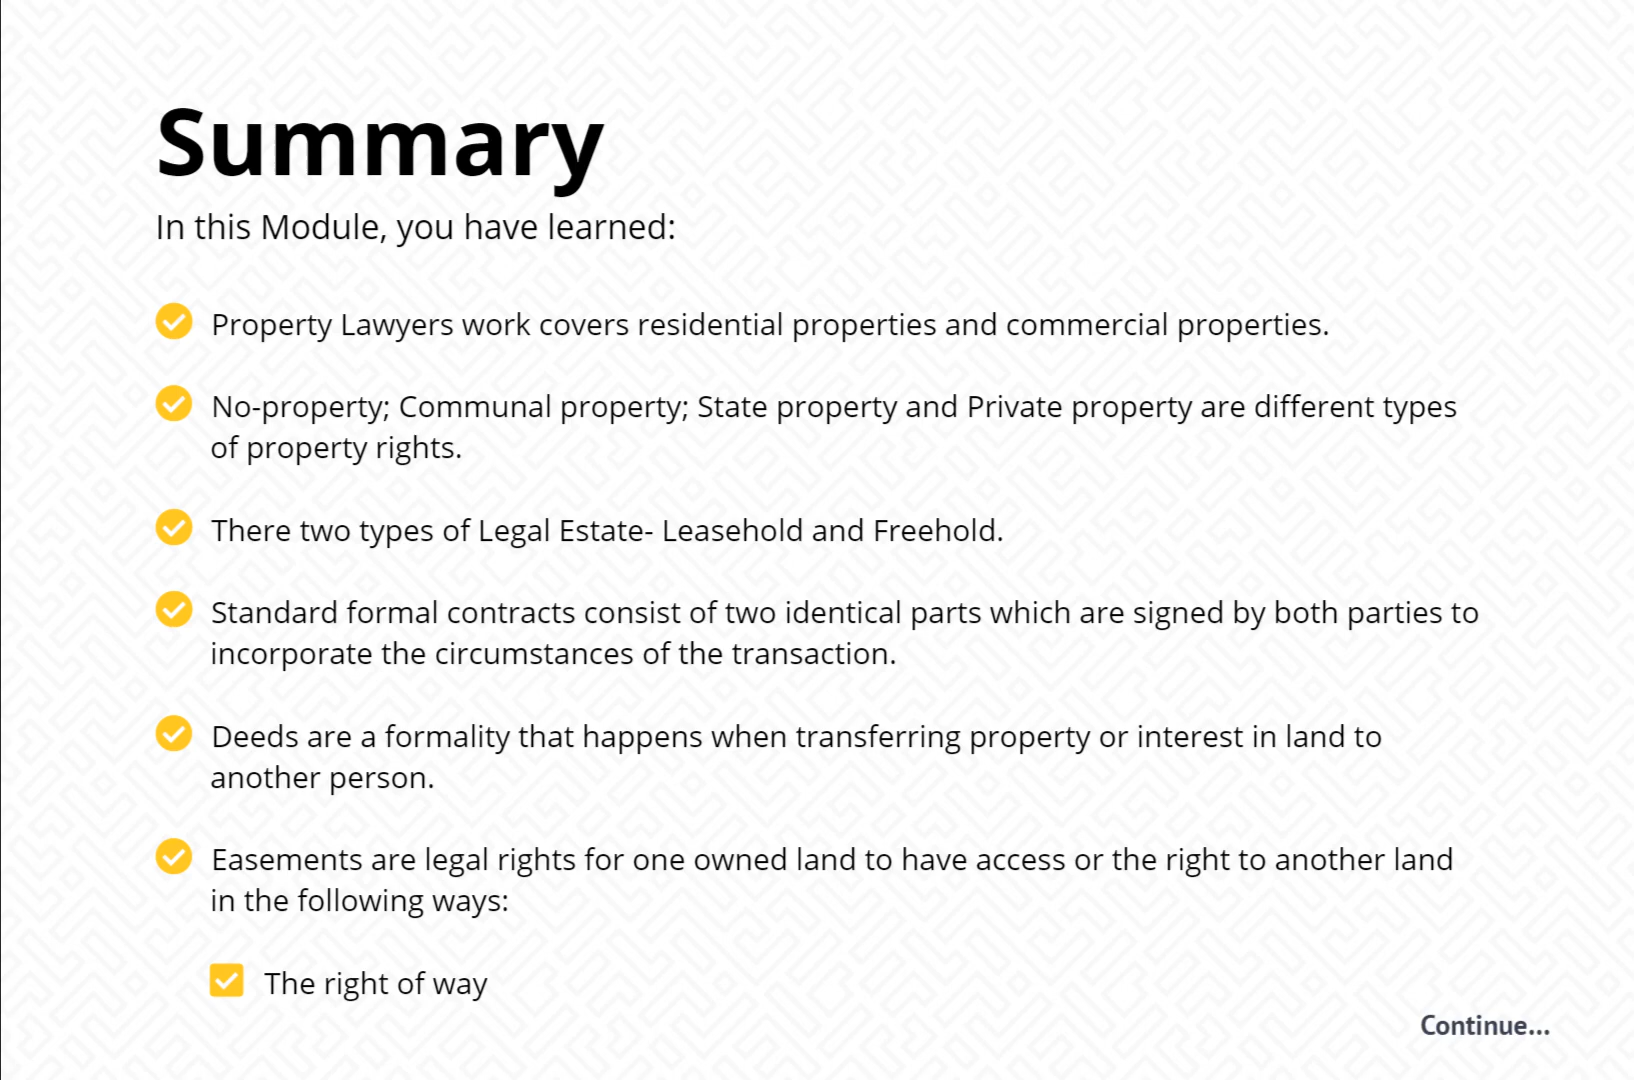 Summary
In this Module, you have learned:
Property Lawyers work covers residential properties and commercial properties.
No-property; Communal property; State property and Private property are different types
of property rights.
There two types of Legal Estate- Leasehold and Freehold.
Standard formal contracts consist of two identical parts which are signed by both parties to
incorporate the circumstances of the transaction.
Deeds are a formality that happens when transferring property or interest in land to
another person.
Easements are legal rights for one owned land to have access or the right to another land
in the following ways:
The right of way
Continue...